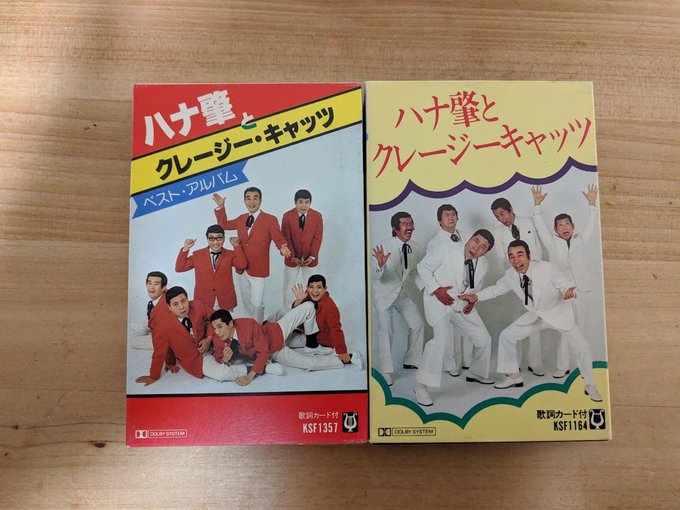 ハナ肇と
クレージー・キャッツ
ベスト・アルバム
歌詞カード付
DOLBY SYSTEM
KSF1357
ハナ肇と
クレージーキャッツ
歌詞カード付
DOLBY SYSTEM
KSF1164